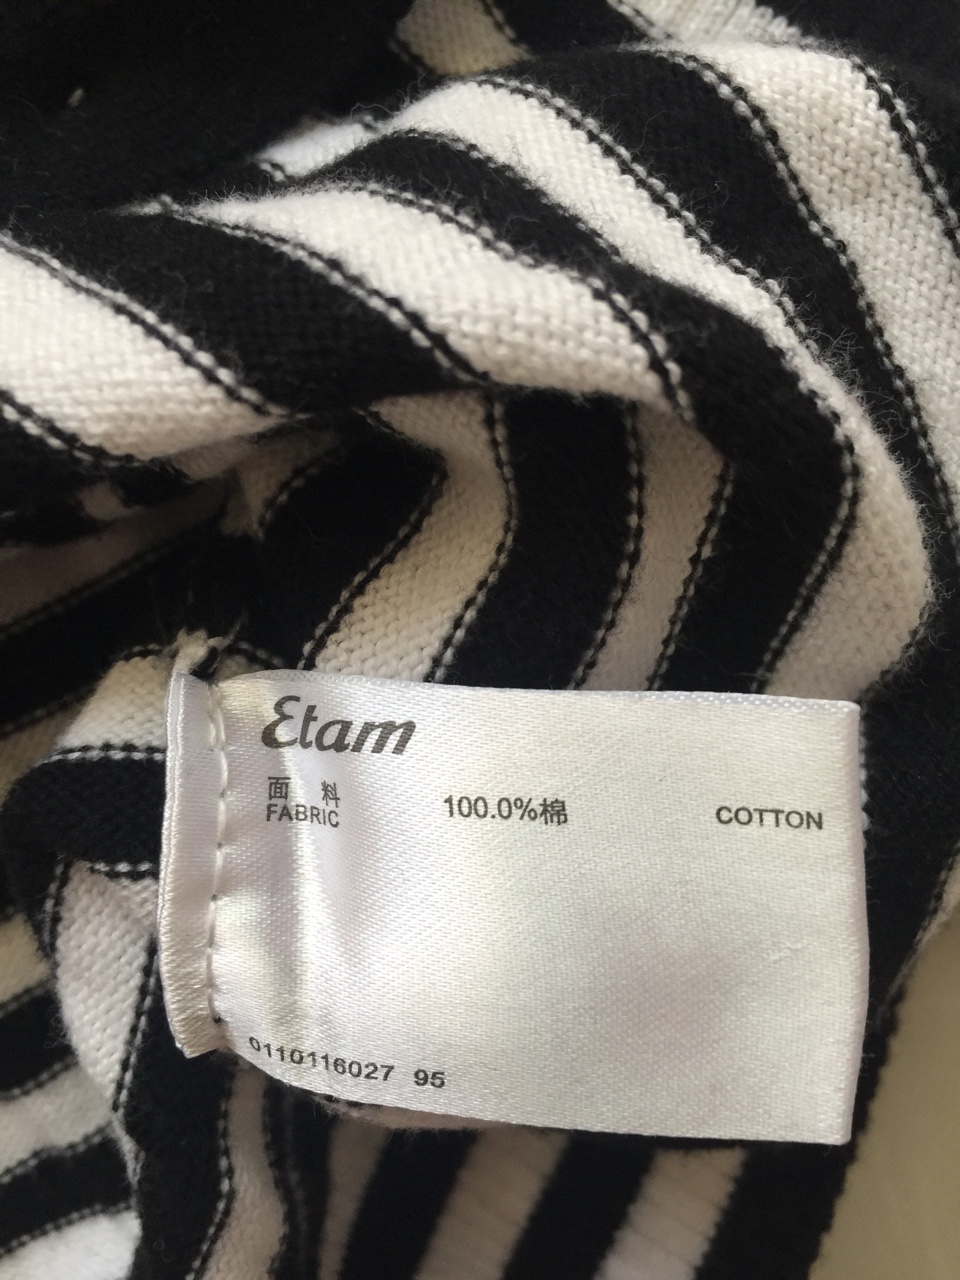 Etam
面 料 100.0%棉 COTTON
FABRIC
0110116027 95